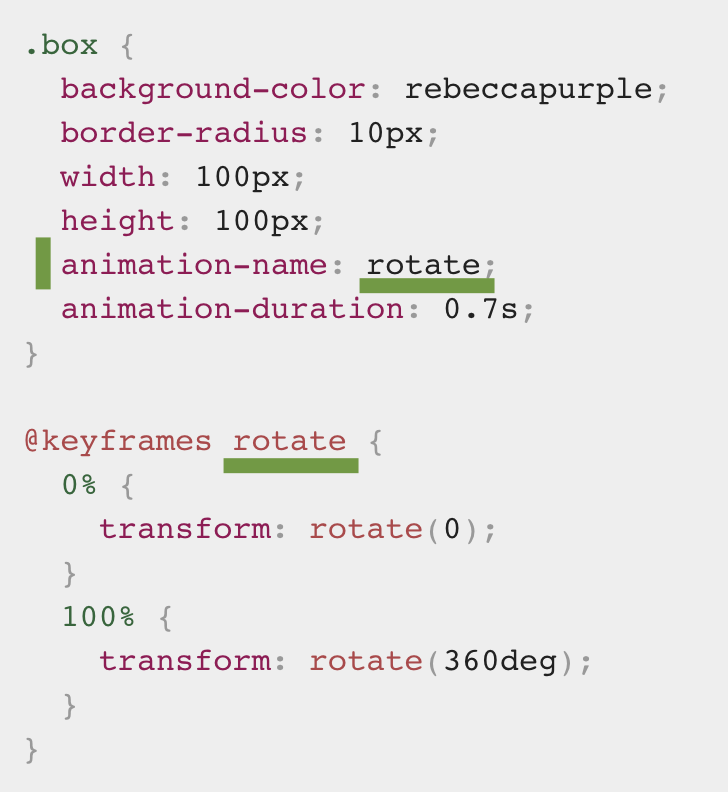 .box {
  background-color: rebeccapurple;
  border-radius: 10px;
  width: 100px;
  height: 100px;
  animation-name: rotate;
  animation-duration: 0.7s;
}

@keyframes rotate {
  0% {
    transform: rotate(0);
  }
  100% {
    transform: rotate(360deg);
  }
}